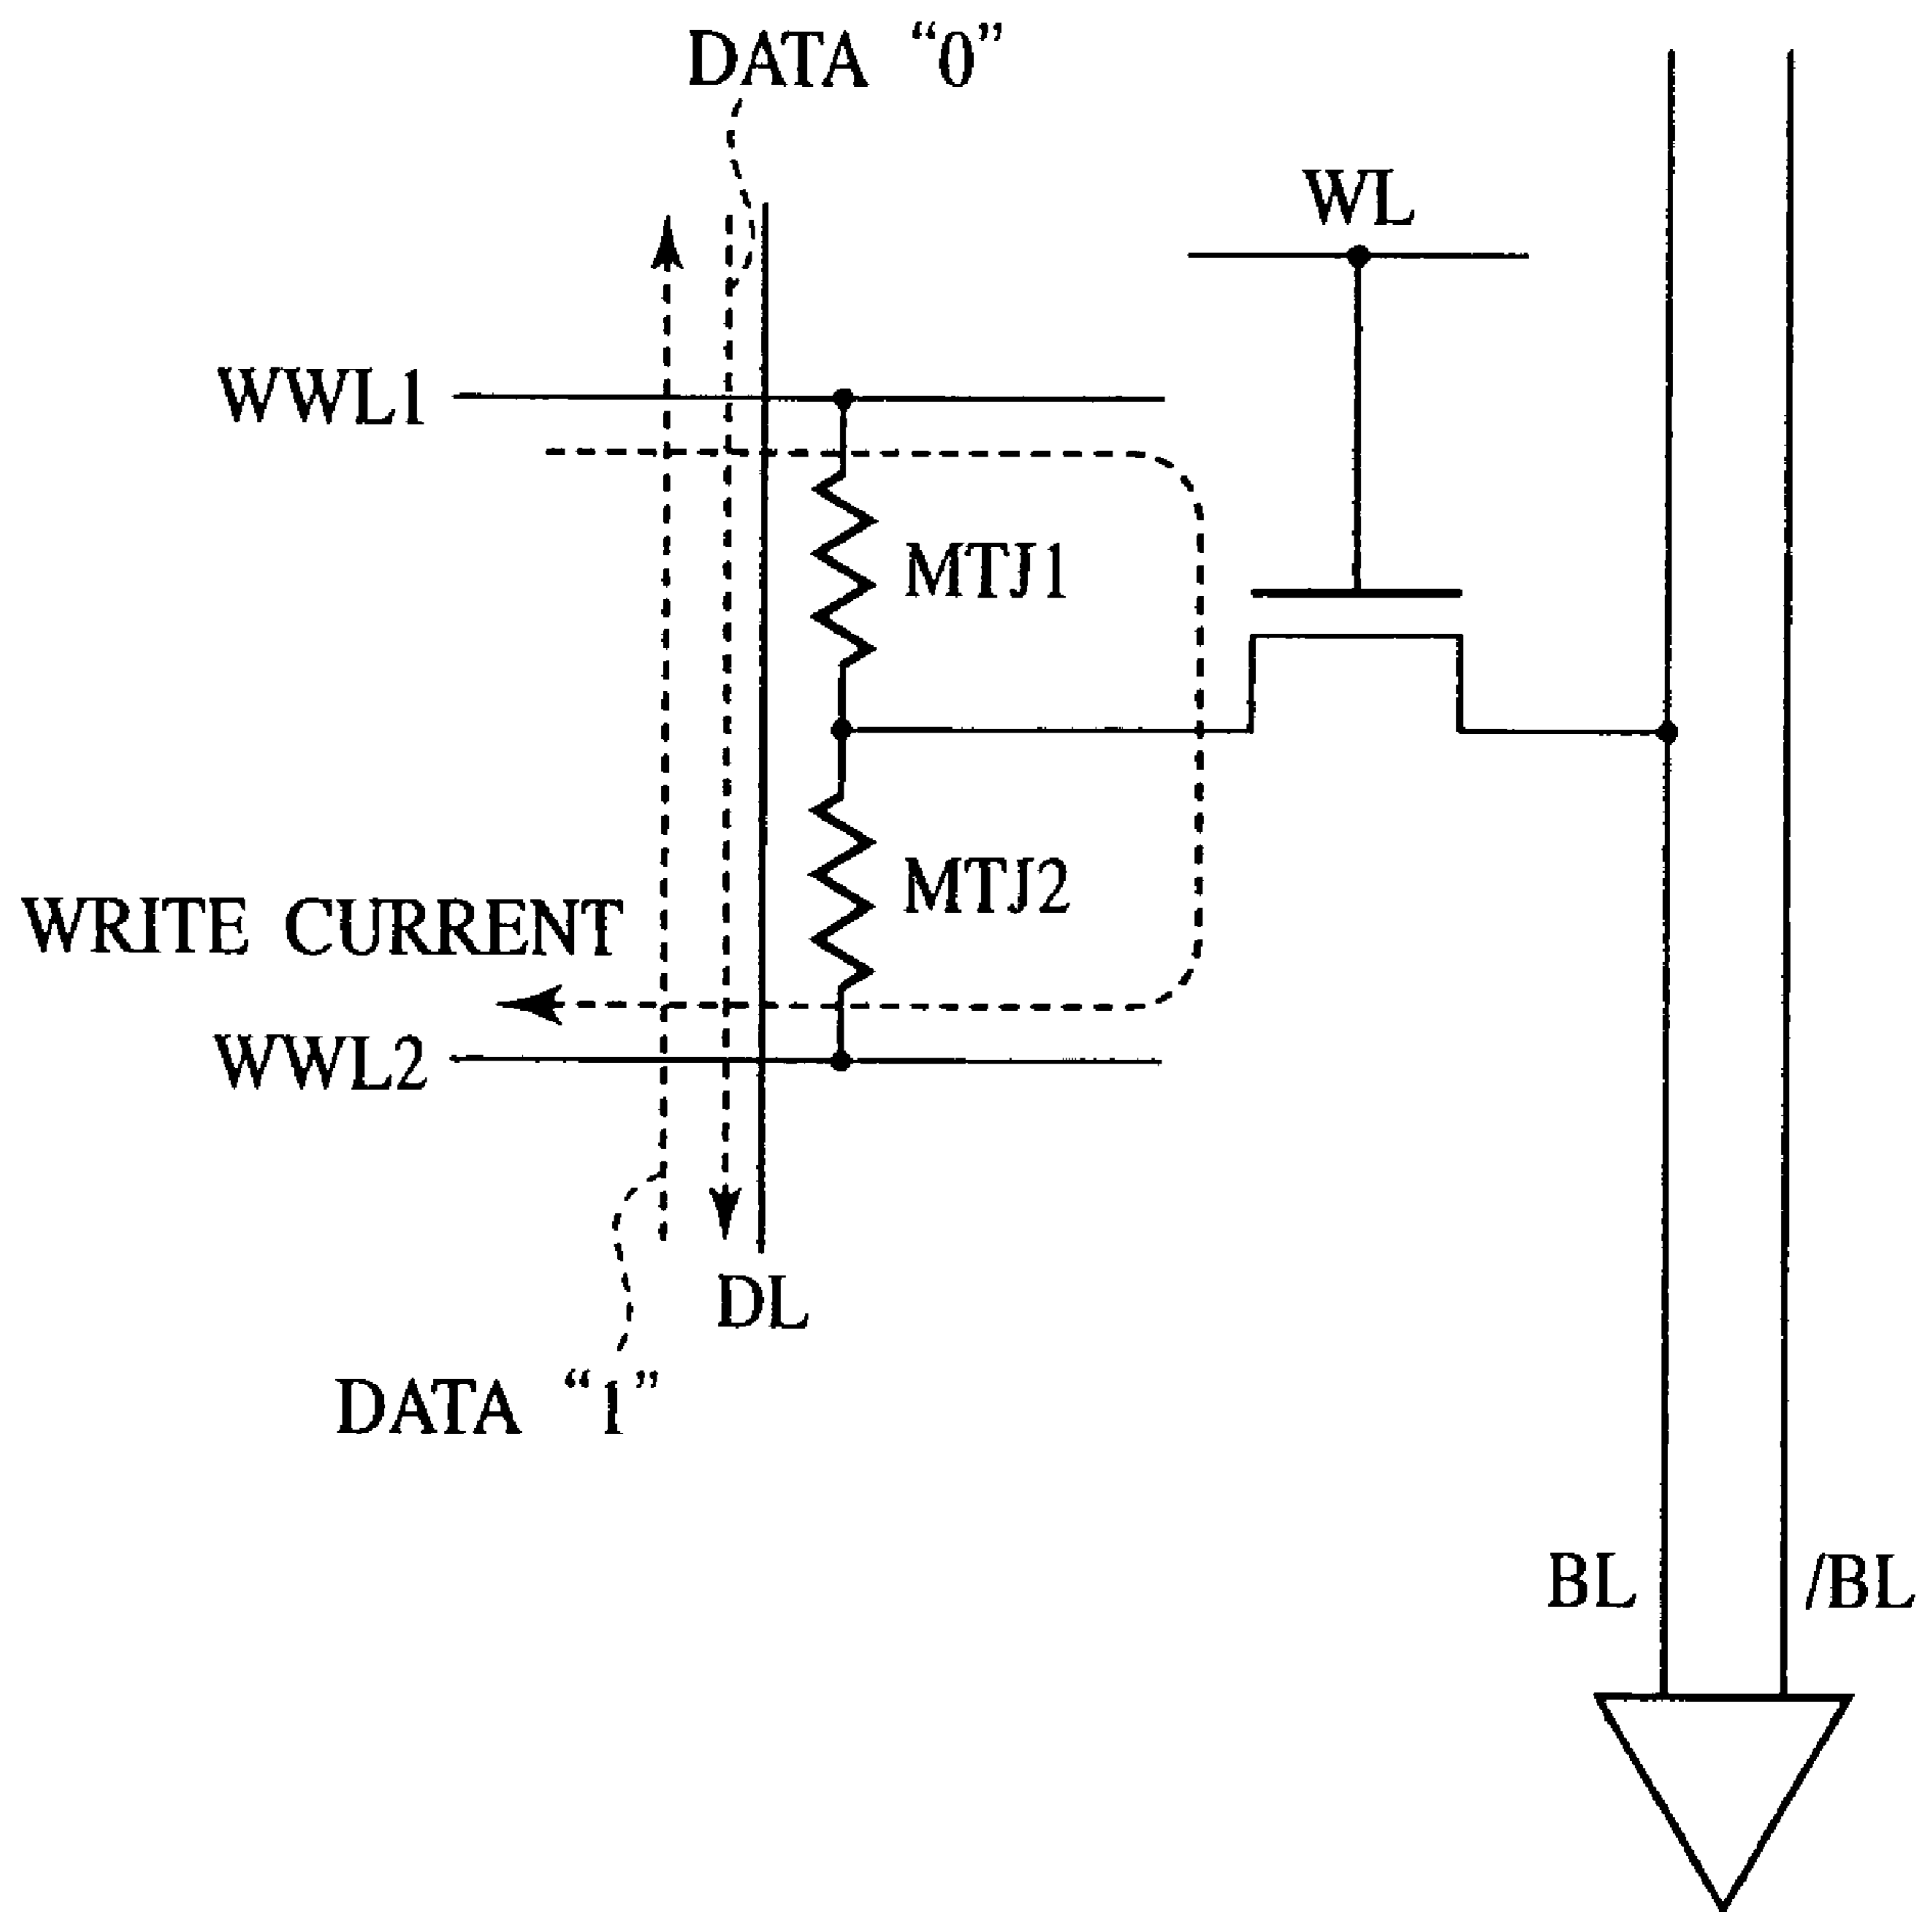 DATA “0”
WL
WWL1
MTJ1
MTJ2
WRITE CURRENT
WWL2
DL
DATA “1”
BL
/BL